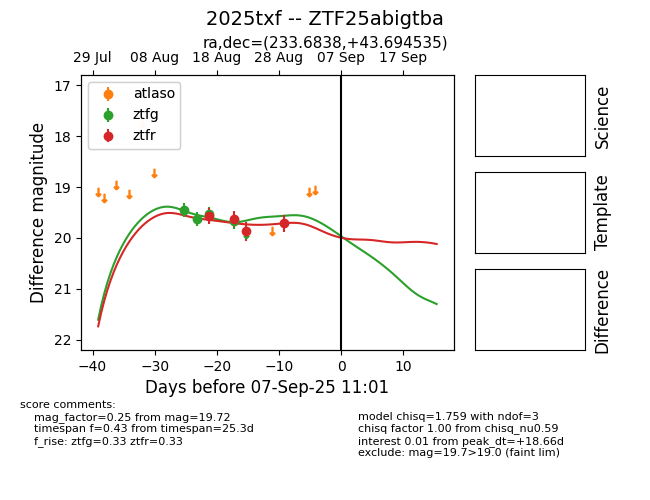 2025txf -- ZTF25abigtba
ra,dec=(233.6838,+43.694535)
29 Jul 08 Aug 18 Aug 28 Aug 07 Sep 17 Sep
17
18
19
20
21
22
Difference magnitude
atlaso
ztfg
ztfr
−40 −30 −20 −10 0 10
Days before 07-Sep-25 11:01
Science
Template
Difference
score comments:
mag_factor=0.25 from mag=19.72
timespan f=0.43 from timespan=25.3d
f_rise: ztfg=0.33 ztfr=0.33
model chisq=1.759 with ndof=3
chisq factor 1.00 from chisq_nu0.59
interest 0.01 from peak_dt=+18.66d
exclude: mag=19.7>19.0 (faint lim)